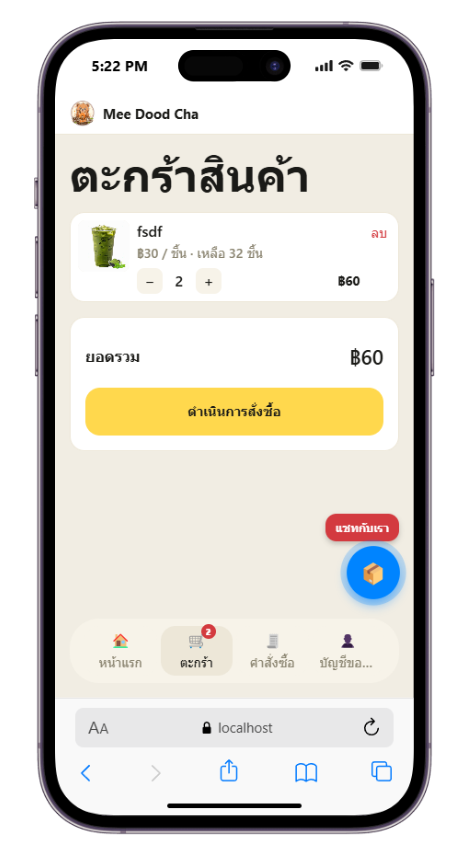 5:22 PM
Mee Dood Cha
ตะกร้าสินค้า
fsdf
ลบ
฿30 / ชิ้น · เหลือ 32 ชิ้น
− 2 +
฿60
ยอดรวม
฿60
ดำเนินการสั่งซื้อ
แชทกับเรา
2
หน้าแรก
ตะกร้า
คำสั่งซื้อ
บัญชีขอ...
AA
localhost